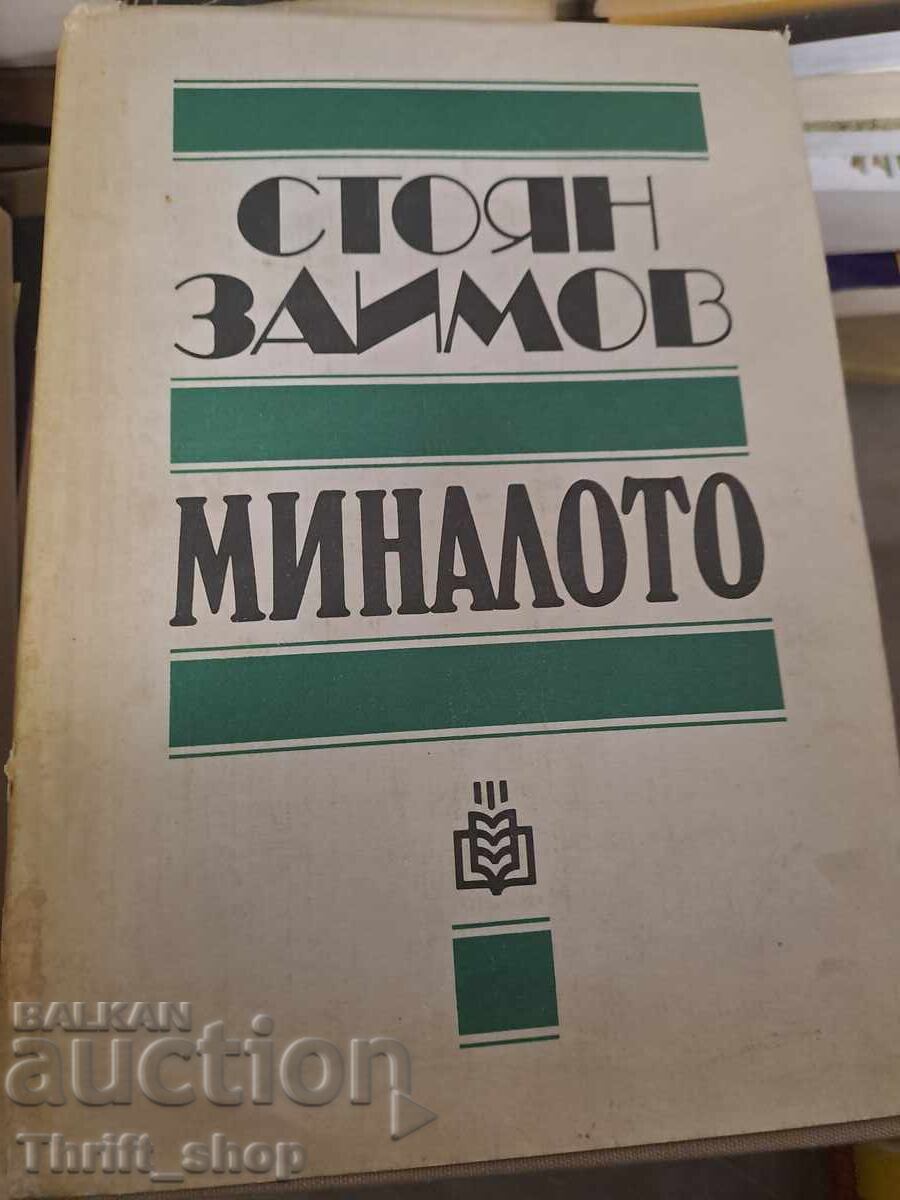 СТОЯН
ЗАИМОВ
МИНАЛОТО
BALKAN
auction
Thrift_shop